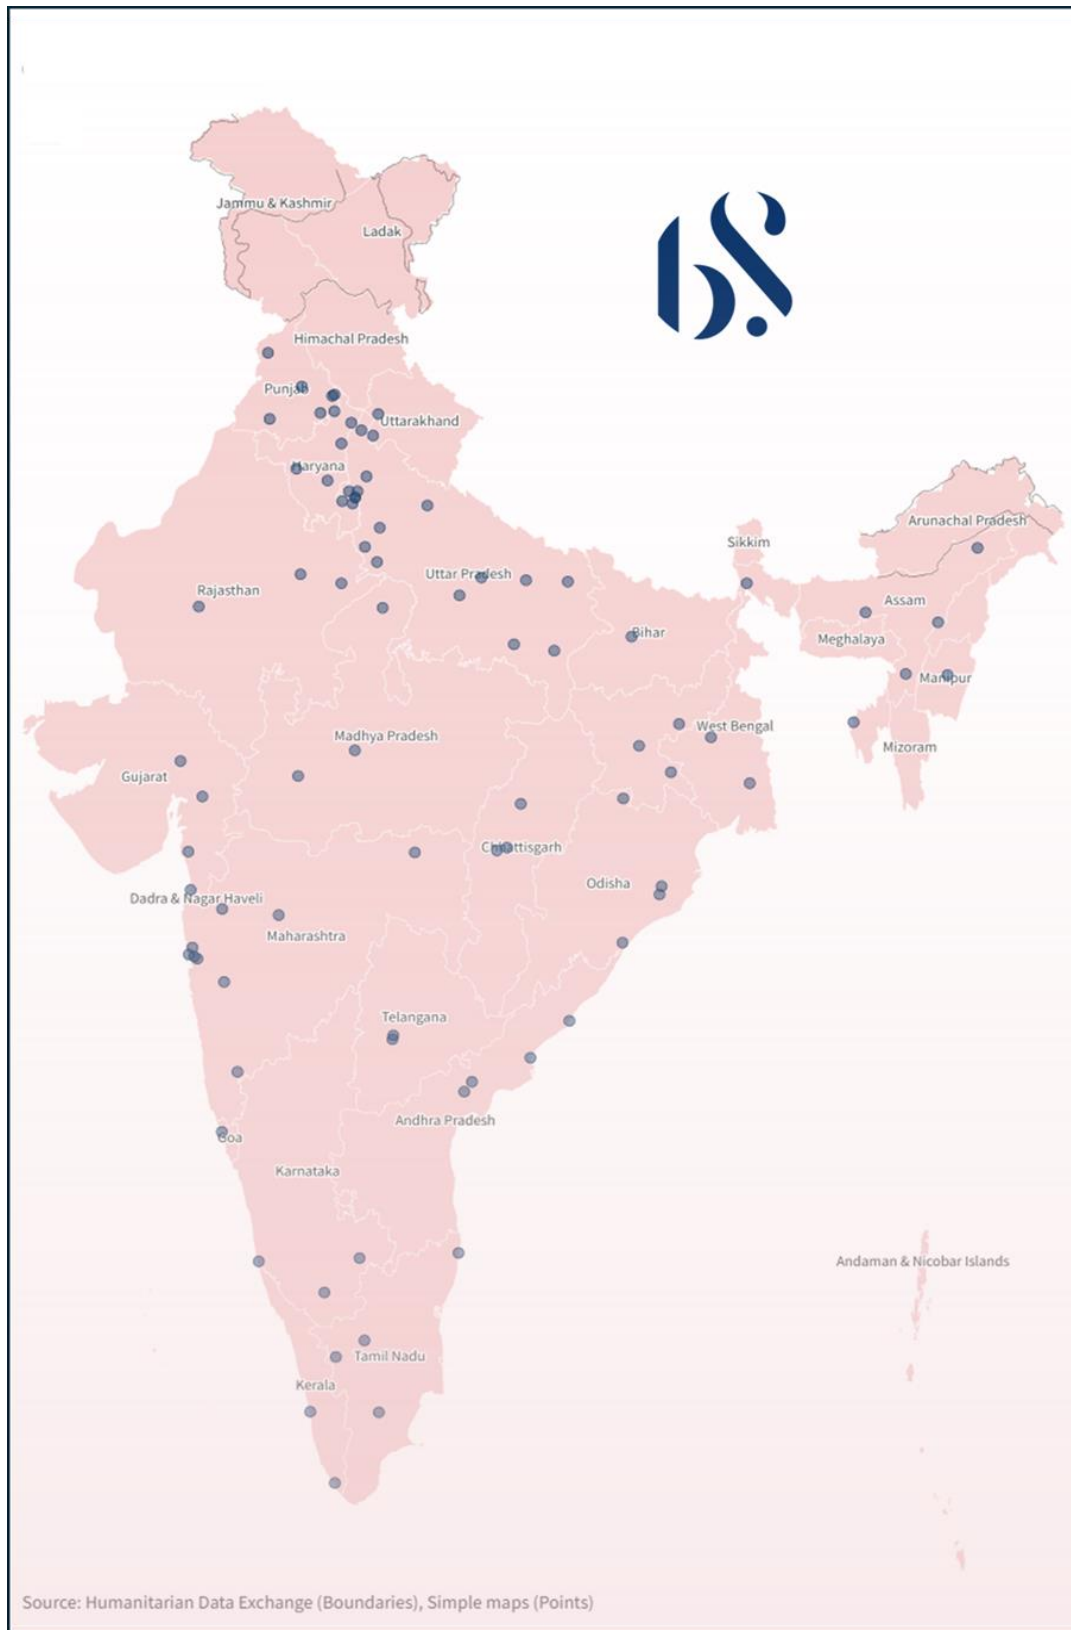 Jammu & Kashmir
Ladak
Himachal Pradesh
Punjab
Uttarakhand
Haryana
Arunachal Pradesh
Sikkim
Uttar Pradesh
Rajasthan
Assam
Bihar
Meghalaya
Manipur
West Bengal
Madhya Pradesh
Mizoram
Gujarat
Chhattisgarh
Odisha
Dadra & Nagar Haveli
Maharashtra
Telangana
Andhra Pradesh
Goa
Karnataka
Andaman & Nicobar Islands
Tamil Nadu
Kerala
Source: Humanitarian Data Exchange (Boundaries), Simple maps (Points)